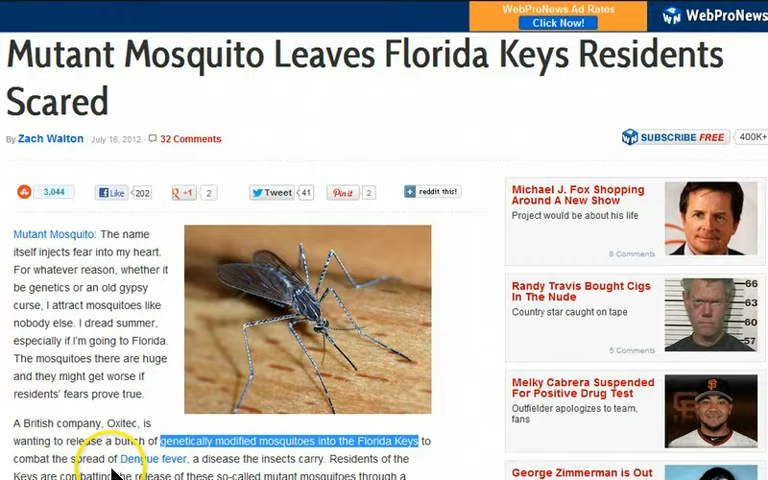 WebProNews Ad Rates
Click Now!
WebProNews
Mutant Mosquito Leaves Florida Keys Residents
Scared
By Zach Walton · July 16, 2012 · 32 Comments
SUBSCRIBE FREE 400K+
3,044 Like 202 +1 2 Tweet 41 Pin it 2 reddit this!
Mutant Mosquito: The name
itself injects fear into my heart.
For whatever reason, whether it
be genetics or an old gypsy
curse, I attract mosquitoes like
nobody else. I dread summer,
especially if I'm going to Florida.
The mosquitoes there are huge
and they might get worse if
residents' fears prove true.
A British company, Oxitec, is
wanting to release a bunch of genetically modified mosquitoes into the Florida Keys to
combat the spread of Dengue fever, a disease the insects carry. Residents of the
Keys are combatting the release of these so-called mutant mosquitoes through a
Michael J. Fox Shopping
Around A New Show
Project would be about his life
8 Comments
Randy Travis Bought Cigs
In The Nude
Country star caught on tape
5 Comments
66
63
60
57
Melky Cabrera Suspended
For Positive Drug Test
Outfielder apologizes to team,
fans
George Zimmerman is Out